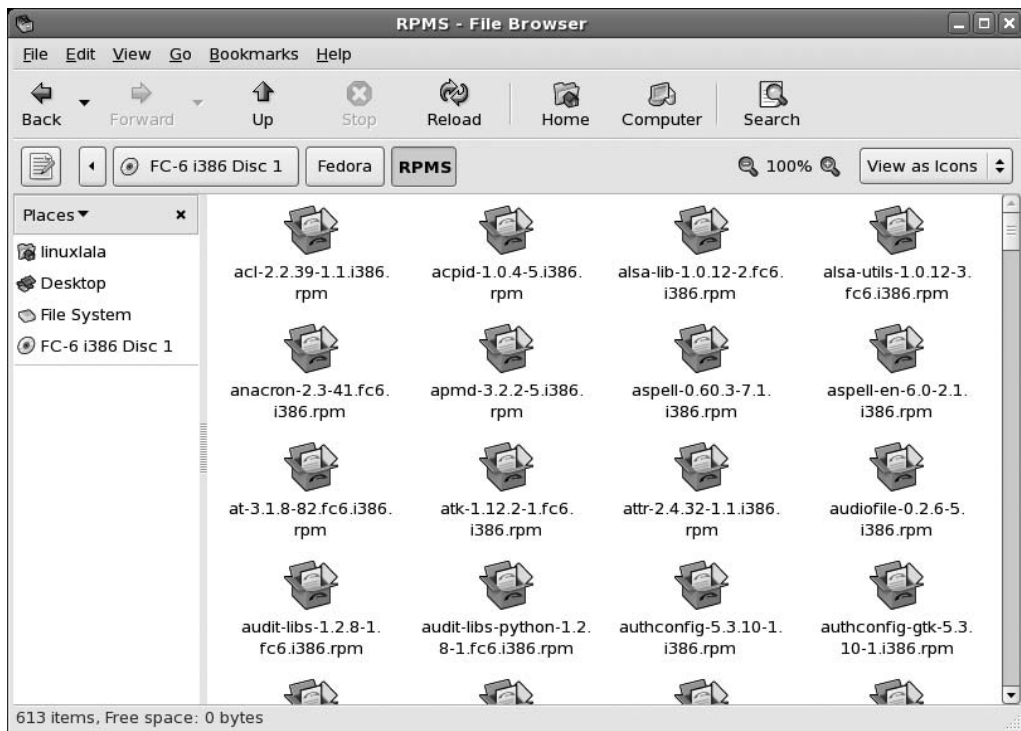 RPMS - File Browser
File Edit View Go Bookmarks Help
Back Forward Up Stop Reload Home Computer Search
FC-6 i386 Disc 1 Fedora RPMS 100% View as Icons
Places
linuxlala
Desktop
File System
FC-6 i386 Disc 1
acl-2.2.39-1.1.i386.
rpm
acpid-1.0.4-5.i386.
rpm
alsa-lib-1.0.12-2.fc6.
i386.rpm
alsa-utils-1.0.12-3.
fc6.i386.rpm
anacron-2.3-41.fc6.
i386.rpm
apmd-3.2.2-5.i386.
rpm
aspell-0.60.3-7.1.
i386.rpm
aspell-en-6.0-2.1.
i386.rpm
at-3.1.8-82.fc6.i386.
rpm
atk-1.12.2-1.fc6.
i386.rpm
attr-2.4.32-1.1.i386.
rpm
audiofile-0.2.6-5.
i386.rpm
audit-libs-1.2.8-1.
fc6.i386.rpm
audit-libs-python-1.2.
8-1.fc6.i386.rpm
authconfig-5.3.10-1.
i386.rpm
authconfig-gtk-5.3.
10-1.i386.rpm
613 items, Free space: 0 bytes